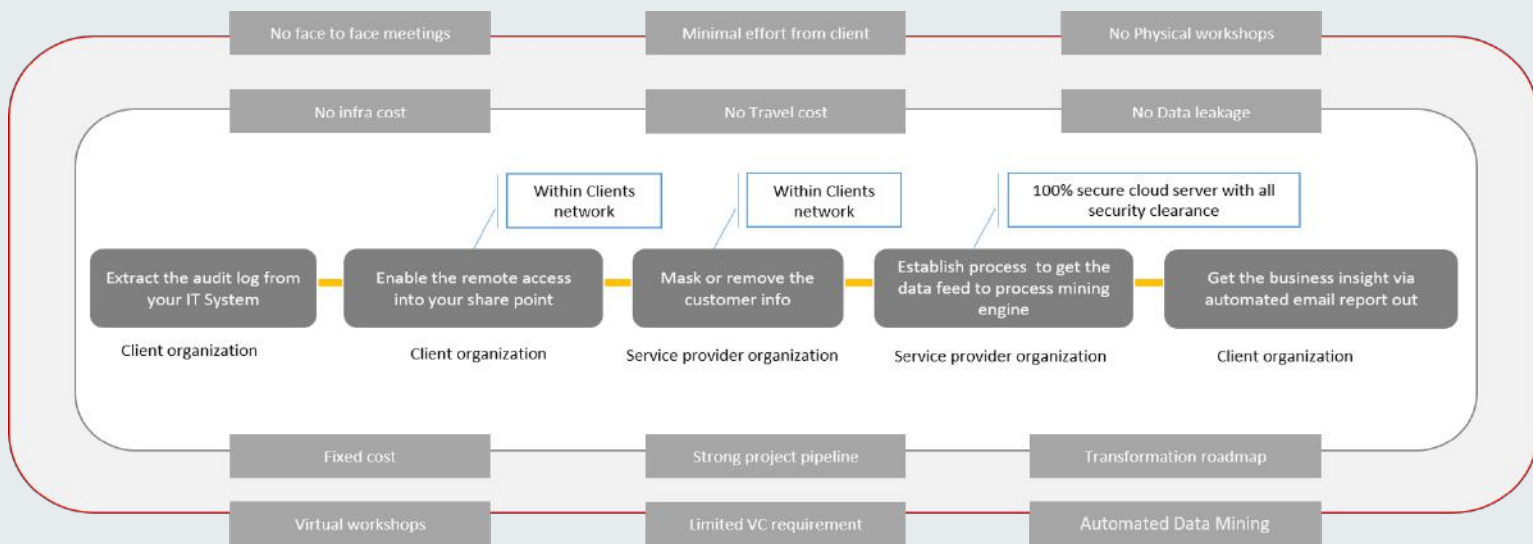 No face to face meetings
Minimal effort from client
No Physical workshops
No infra cost
No Travel cost
No Data leakage
Within Clients
network
Within Clients
network
100% secure cloud server with all
security clearance
Extract the audit log from
your IT System
Enable the remote access
into your share point
Mask or remove the
customer info
Establish process to get the
data feed to process mining
engine
Get the business insight via
automated email report out
Client organization
Client organization
Service provider organization
Service provider organization
Client organization
Fixed cost
Strong project pipeline
Transformation roadmap
Virtual workshops
Limited VC requirement
Automated Data Mining